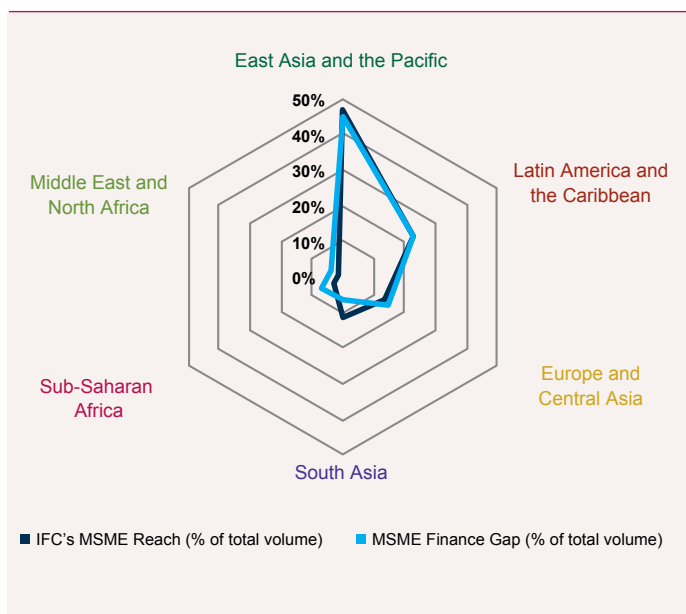 East Asia and the Pacific
50%
40%
30%
20%
10%
0%
Latin America and
the Caribbean
Middle East and
North Africa
Europe and
Central Asia
Sub-Saharan
Africa
South Asia
IFC's MSME Reach (% of total volume)
MSME Finance Gap (% of total volume)